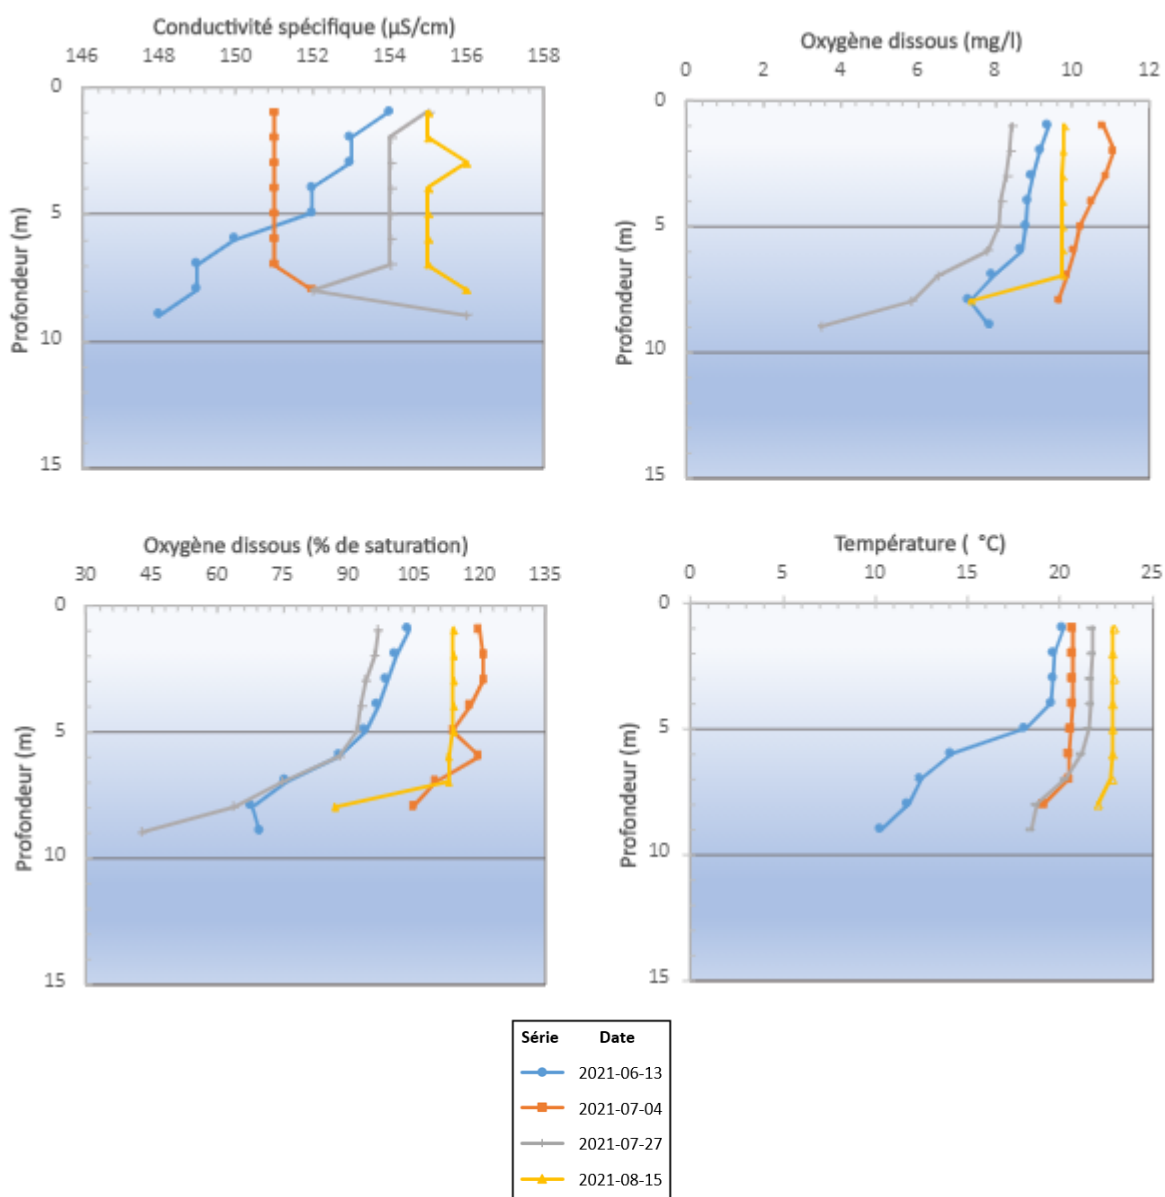 Conductivité spécifique (µS/cm)
146 148 150 152 154 156 158
0
5
10
15
Profondeur (m)
Oxygène dissous (mg/l)
0 2 4 6 8 10 12
0
5
10
15
Profondeur (m)
Oxygène dissous (% de saturation)
30 45 60 75 90 105 120 135
0
5
10
15
Profondeur (m)
Température ( °C)
0 5 10 15 20 25
0
5
10
15
Profondeur (m)
Série Date
2021-06-13
2021-07-04
2021-07-27
2021-08-15